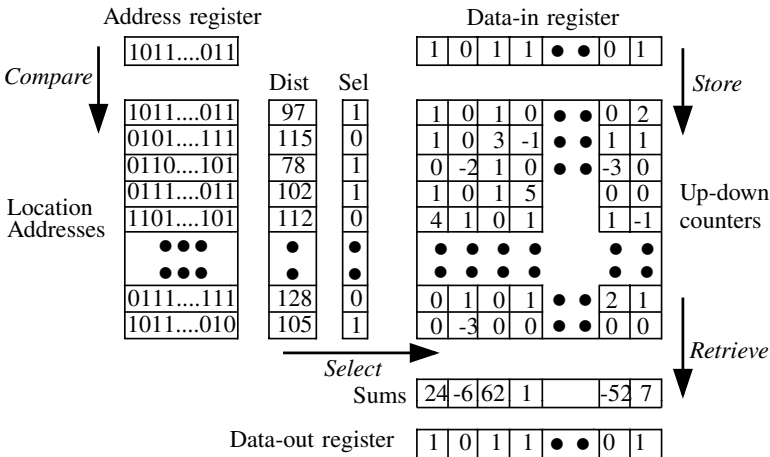 Address register Data-in register
1011....011 1 0 1 1 ●● 0 1
Compare Dist Sel Store
1011....011 97 1 1 0 1 0 ●● 0 2
0101....111 115 0 1 0 3 -1 ●● 1 1
0110....101 78 1 0 -2 1 0 ●● -3 0
0111....011 102 1 1 0 1 5 0 0
1101....101 112 0 4 1 0 1 1 -1
Location
Addresses
Up-down
counters
●●● ● ● ● ● ● ● ● ●
●●● ● ● ● ● ● ● ● ●
0111....111 128 0 0 1 0 1 ●● 2 1
1011....010 105 1 0 -3 0 0 ●● 0 0
Select Retrieve
Sums 24 -6 62 1 -52 7
Data-out register 1 0 1 1 ●● 0 1